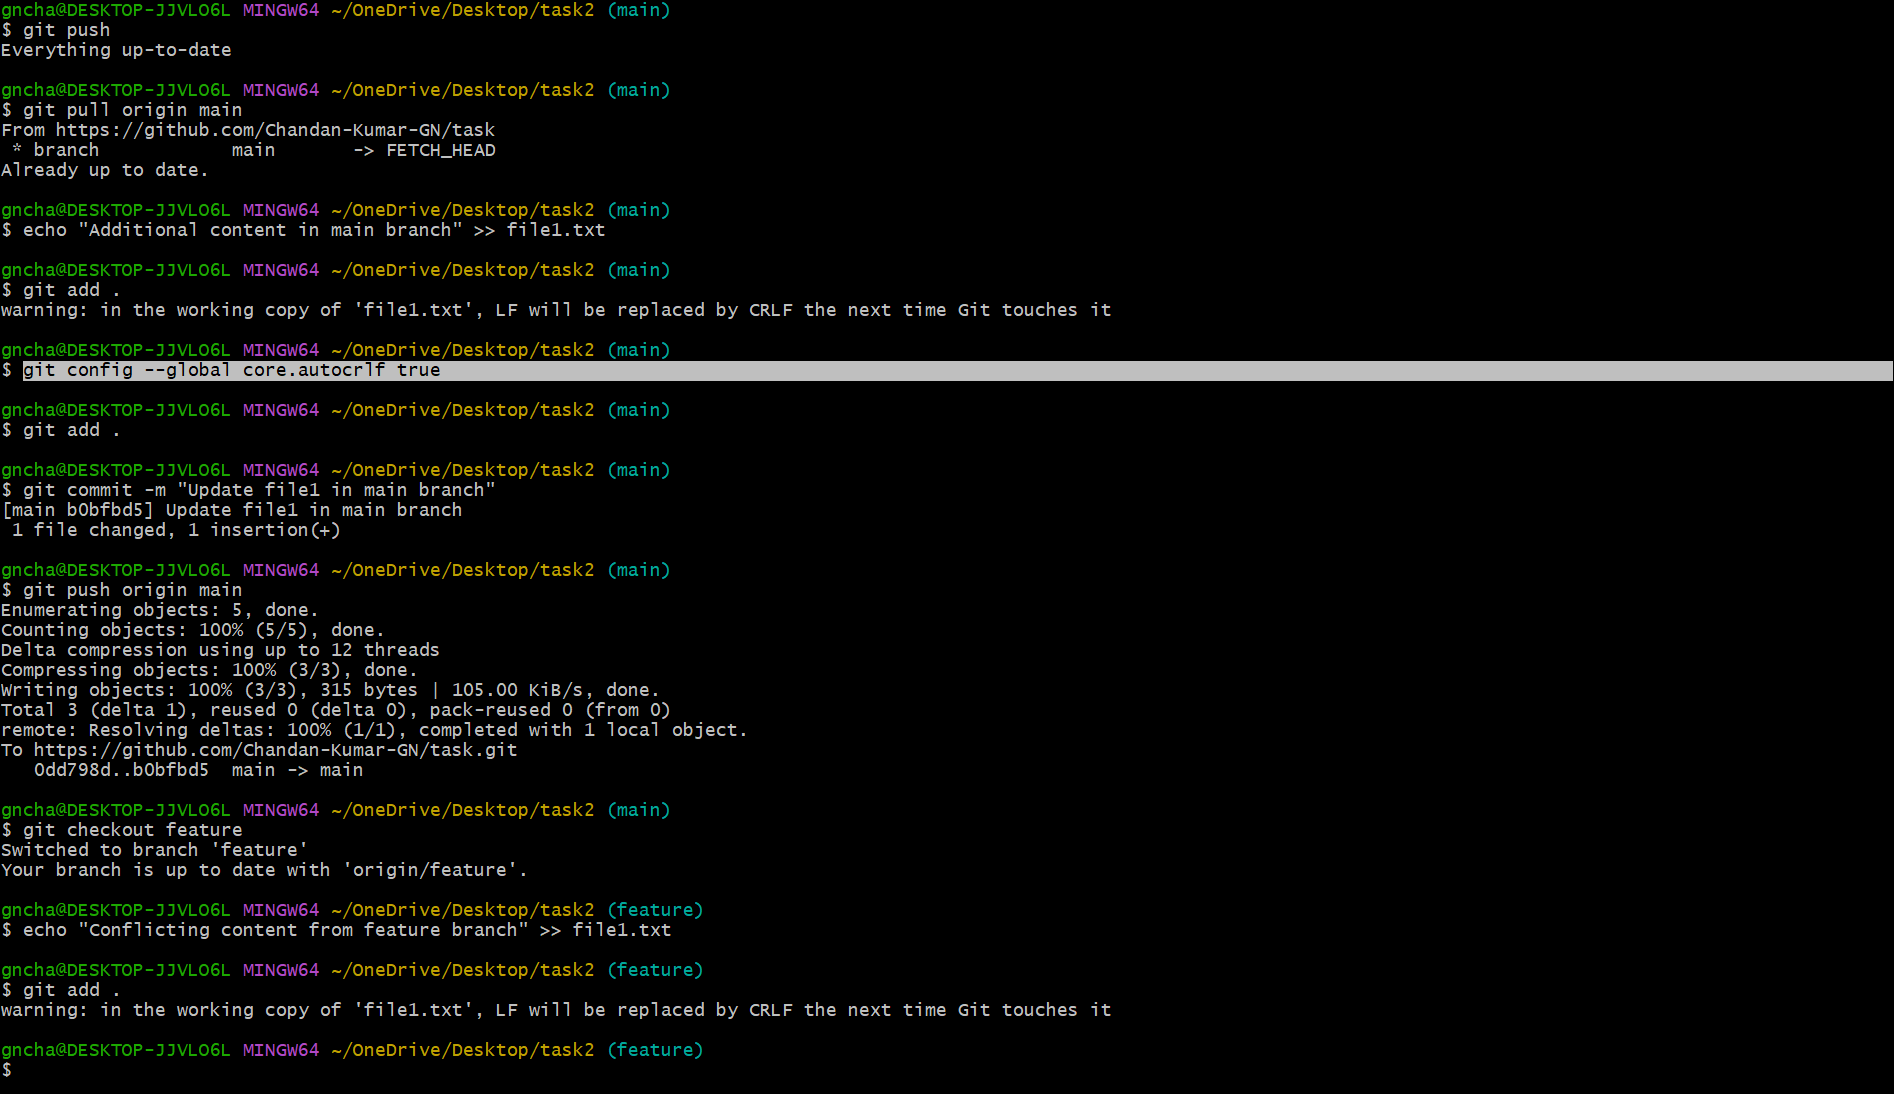 gncha@DESKTOP-JJVLO6L MINGW64 ~/OneDrive/Desktop/task2 (main)
$ git push
Everything up-to-date
gncha@DESKTOP-JJVLO6L MINGW64 ~/OneDrive/Desktop/task2 (main)
$ git pull origin main
From https://github.com/Chandan-Kumar-GN/task
 * branch            main       -> FETCH_HEAD
Already up to date.
gncha@DESKTOP-JJVLO6L MINGW64 ~/OneDrive/Desktop/task2 (main)
$ echo "Additional content in main branch" >> file1.txt
gncha@DESKTOP-JJVLO6L MINGW64 ~/OneDrive/Desktop/task2 (main)
$ git add .
warning: in the working copy of 'file1.txt', LF will be replaced by CRLF the next time Git touches it
gncha@DESKTOP-JJVLO6L MINGW64 ~/OneDrive/Desktop/task2 (main)
$ git config --global core.autocrlf true
gncha@DESKTOP-JJVLO6L MINGW64 ~/OneDrive/Desktop/task2 (main)
$ git add .
gncha@DESKTOP-JJVLO6L MINGW64 ~/OneDrive/Desktop/task2 (main)
$ git commit -m "Update file1 in main branch"
[main b0bfbd5] Update file1 in main branch
 1 file changed, 1 insertion(+)
gncha@DESKTOP-JJVLO6L MINGW64 ~/OneDrive/Desktop/task2 (main)
$ git push origin main
Enumerating objects: 5, done.
Counting objects: 100% (5/5), done.
Delta compression using up to 12 threads
Compressing objects: 100% (3/3), done.
Writing objects: 100% (3/3), 315 bytes | 105.00 KiB/s, done.
Total 3 (delta 1), reused 0 (delta 0), pack-reused 0 (from 0)
remote: Resolving deltas: 100% (1/1), completed with 1 local object.
To https://github.com/Chandan-Kumar-GN/task.git
   0dd798d..b0bfbd5  main -> main
gncha@DESKTOP-JJVLO6L MINGW64 ~/OneDrive/Desktop/task2 (main)
$ git checkout feature
Switched to branch 'feature'
Your branch is up to date with 'origin/feature'.
gncha@DESKTOP-JJVLO6L MINGW64 ~/OneDrive/Desktop/task2 (feature)
$ echo "Conflicting content from feature branch" >> file1.txt
gncha@DESKTOP-JJVLO6L MINGW64 ~/OneDrive/Desktop/task2 (feature)
$ git add .
warning: in the working copy of 'file1.txt', LF will be replaced by CRLF the next time Git touches it
gncha@DESKTOP-JJVLO6L MINGW64 ~/OneDrive/Desktop/task2 (feature)
$